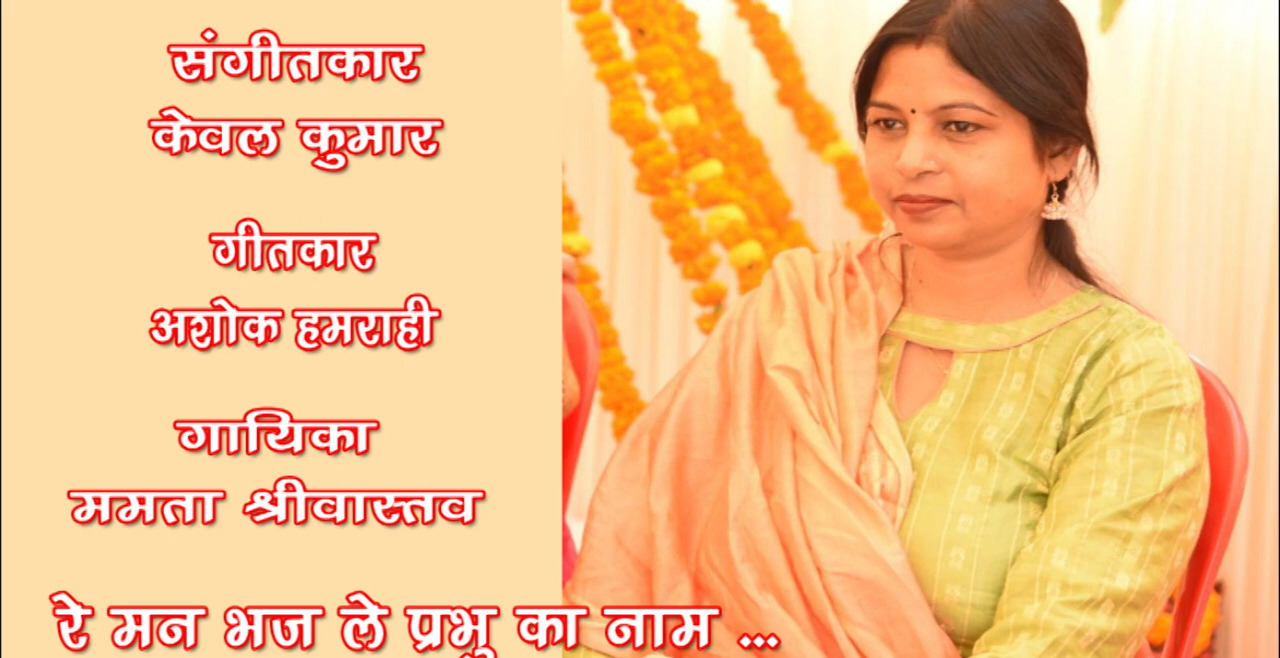 संगीतकार
केवल कुमार
गीतकार
अशोक हमराही
गायिका
ममता श्रीवास्तव
रे मन भज ले प्रभु का नाम ...